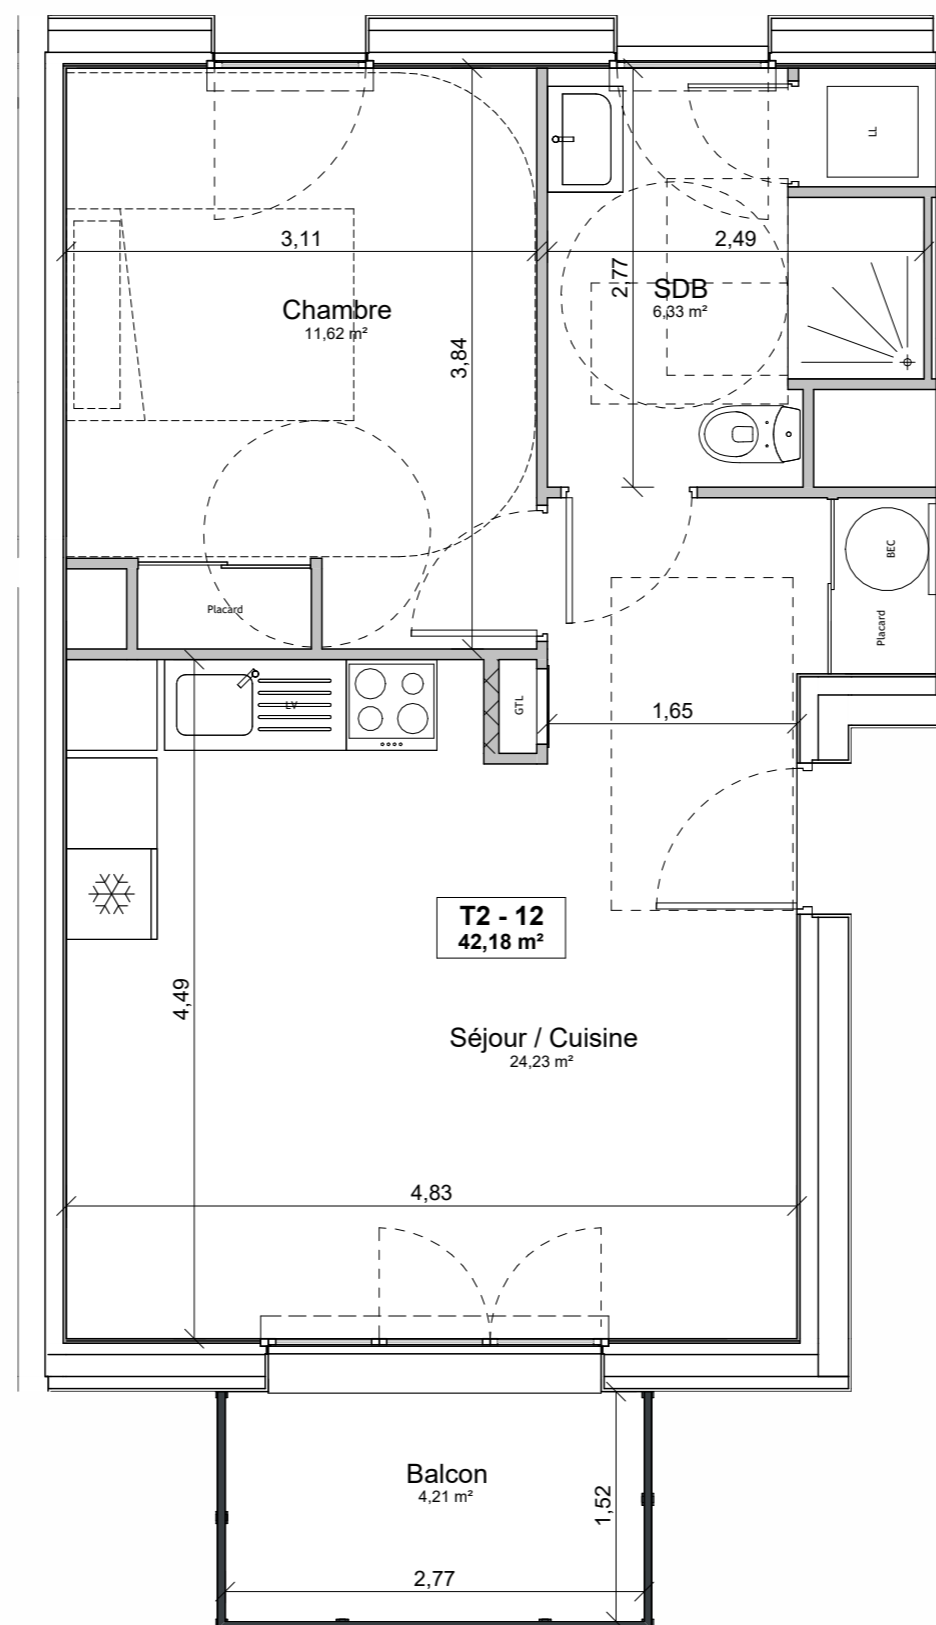 LL
3,11
2,49
2,77
Chambre
11,62 m²
SDB
6,33 m²
3,84
BEC
Placard
Placard
LV
GTL
1,65
T2 - 12
42,18 m²
4,49
Séjour / Cuisine
24,23 m²
4,83
Balcon
4,21 m²
1,52
2,77